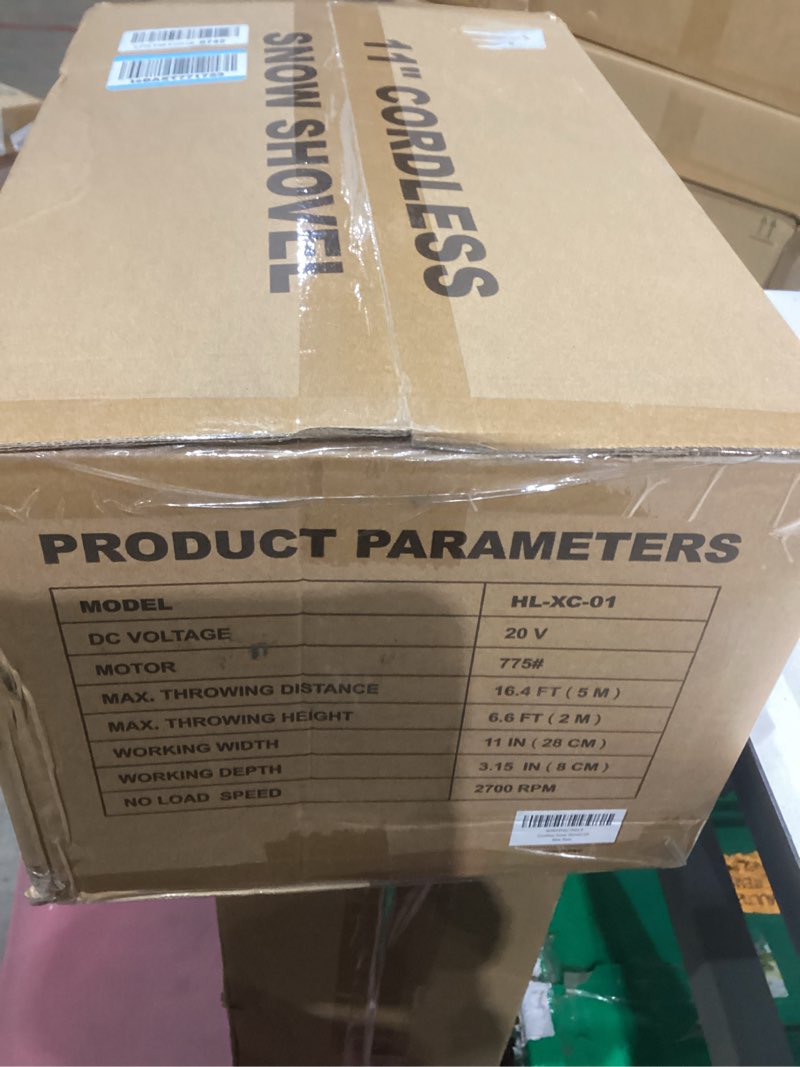 11" CORDLESS
SNOW SHOVEL
PRODUCT PARAMETERS
MODEL HL-XC-01
DC VOLTAGE 20 V
MOTOR 775#
MAX. THROWING DISTANCE 16.4 FT ( 5 M )
MAX. THROWING HEIGHT 6.6 FT ( 2 M )
WORKING WIDTH 11 IN ( 28 CM )
WORKING DEPTH 3.15 IN ( 8 CM )
NO LOAD SPEED 2700 RPM